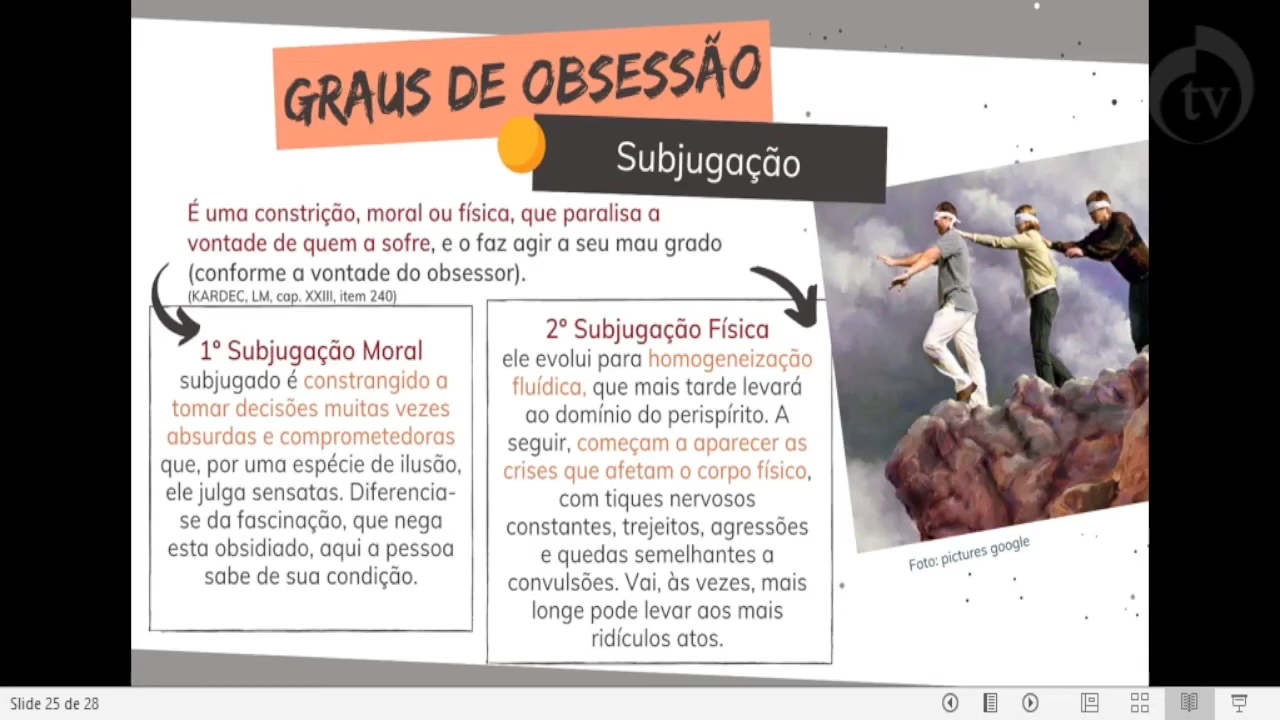 tv
GRAUS DE OBSESSÃO
Subjugação
É uma constrição, moral ou física, que paralisa a
vontade de quem a sofre, e o faz agir a seu mau grado
(conforme a vontade do obsessor).
(KARDEC, LM, cap. XXIII, item 240)
1º Subjugação Moral
subjugado é constrangido a
tomar decisões muitas vezes
absurdas e comprometedoras
que, por uma espécie de ilusão,
ele julga sensatas. Diferencia-
se da fascinação, que nega
esta obsidiado, aqui a pessoa
sabe de sua condição.
2º Subjugação Física
ele evolui para homogeneização
fluídica, que mais tarde levará
ao domínio do perispírito. A
seguir, começam a aparecer as
crises que afetam o corpo físico,
com tiques nervosos
constantes, trejeitos, agressões
e quedas semelhantes a
convulsões. Vai, às vezes, mais
longe pode levar aos mais
ridículos atos.
Foto: pictures google
Slide 25 de 28